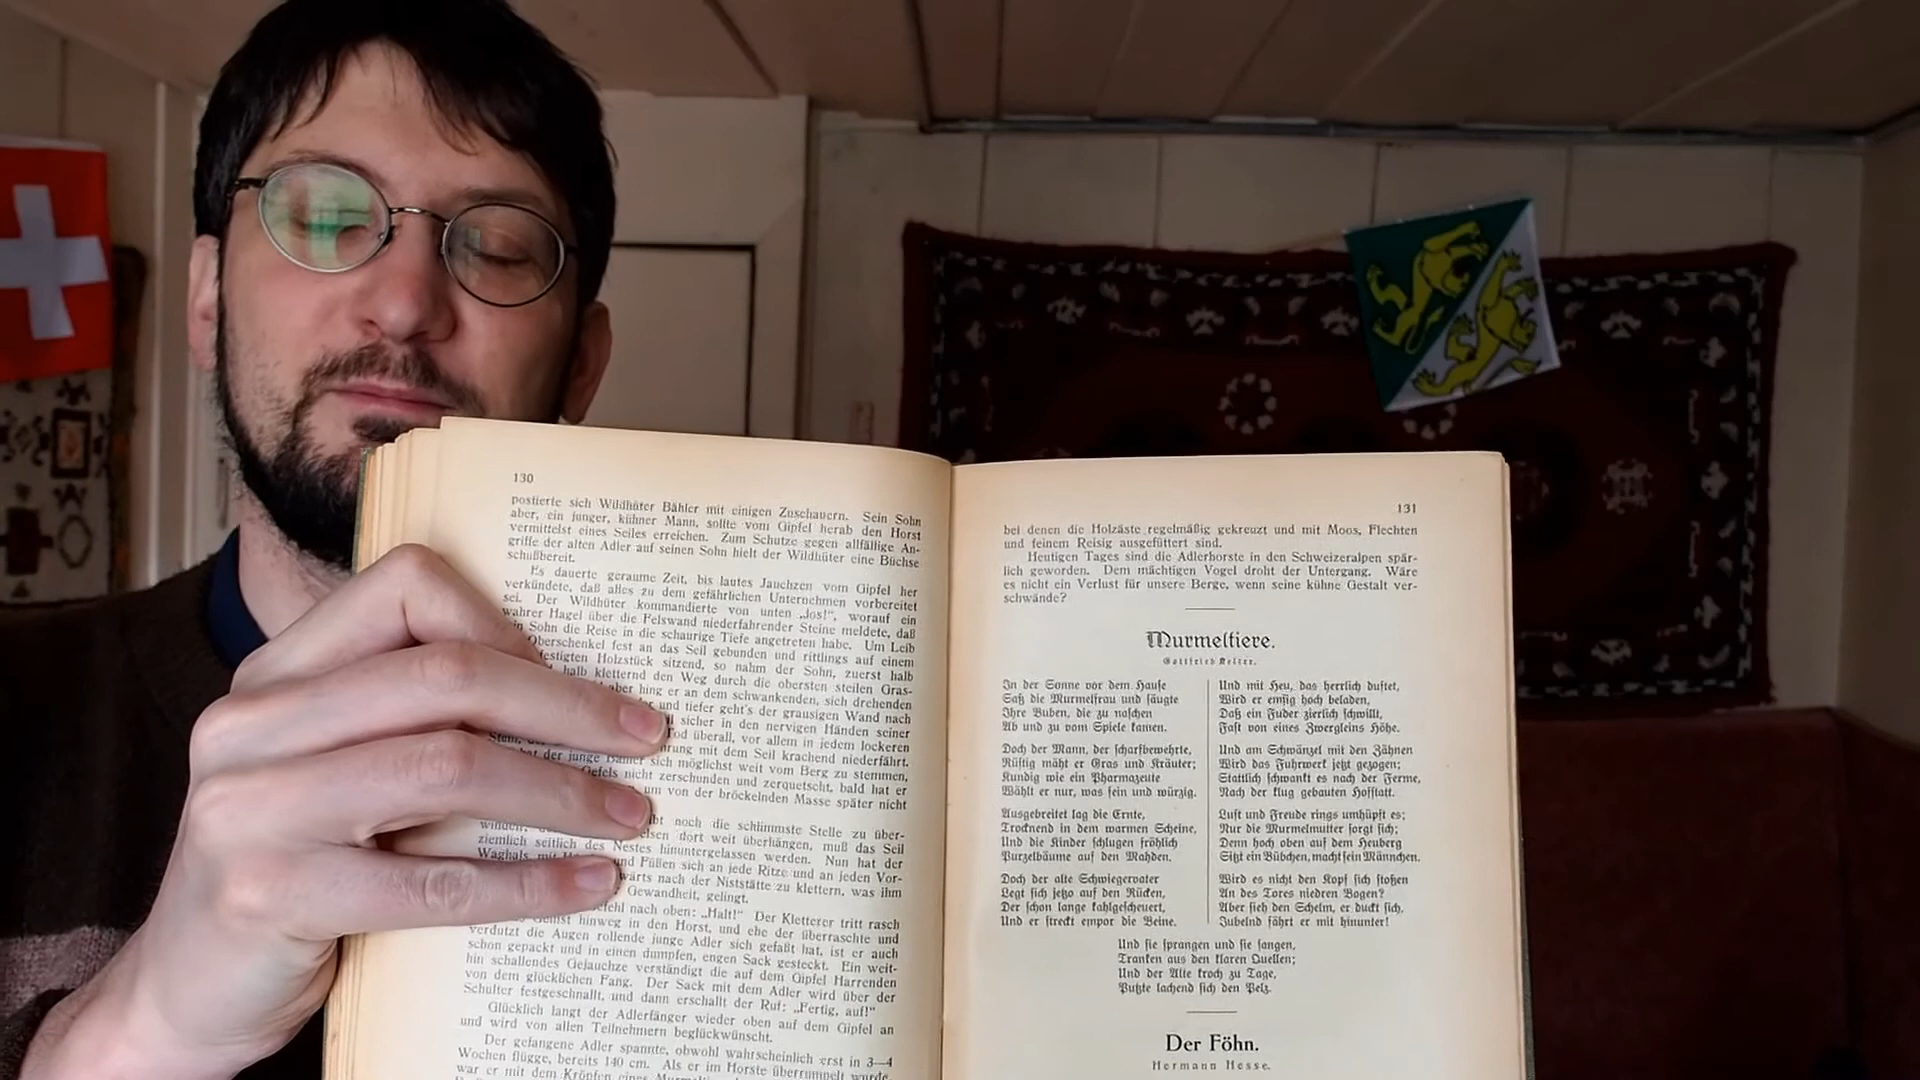 130
postierte sich Wildhüter Bähler mit einigen Zuschauern. Sein Sohn
aber, ein junger, kühner Mann, sollte vom Gipfel herab den Horst
vermittelst eines Seiles erreichen. Zum Schutze gegen allfällige An-
griffe der alten Adler auf seinen Sohn hielt der Wildhüter eine Büchse
schußbereit.
Es dauerte geraume Zeit, bis lautes Jauchzen vom Gipfel her
verkündete, daß alles zu dem gefährlichen Unternehmen vorbereitet
sei. Der Wildhüter kommandierte von unten „los!“, worauf ein
wahrer Hagel über die Felswand niederfahrender Steine meldete, daß
Sohn die Reise in die schaurige Tiefe angetreten habe. Um Leib
Oberschenkel fest an das Seil gebunden und rittlings auf einem
festigten Holzstück sitzend, so nahm der Sohn, zuerst halb
halb kletternd den Weg durch die obersten steilen Gras-
aber hing er an dem schwankenden, sich drehenden
und tiefer geht's der grausigen Wand nach
sicher in den nervigen Händen seiner
Tod überall, vor allem in jedem lockeren
mit dem Seil krachend niederfährt.
hat der junge sich möglichst weit vom Berg zu stemmen,
nicht zerschunden und zerquetscht, bald hat er
um von der bröckelnden Masse später nicht
noch die schlimmste Stelle zu über-
winden, dort weit überhängen, muß das Seil
ziemlich seitlich des Nestes hinuntergelassen werden. Nun hat der
Waghals mit und Füßen sich an jede Ritze und an jeden Vor-
wärts nach der Niststätte zu klettern, was ihm
Gewandheit, gelingt.
nach oben: „Halt!“ Der Kletterer tritt rasch
hinweg in den Horst, und ehe der überraschte und
verdutzt die Augen rollende junge Adler sich gefaßt hat, ist er auch
schon gepackt und in einen dumpfen, engen Sack gesteckt. Ein weit-
hin schallendes Gejauchze verständigt die auf dem Gipfel Harrenden
von dem glücklichen Fang. Der Sack mit dem Adler wird über der
Schulter festgeschnallt, und dann erschallt der Ruf: „Fertig, auf!“
Glücklich langt der Adlerfänger wieder oben auf dem Gipfel an
und wird von allen Teilnehmern beglückwünscht.
Der gefangene Adler spannte, obwohl wahrscheinlich erst in 3—4
Wochen flügge, bereits 140 cm. Als er im Horste überrumpelt wurde,
war er mit dem Kröpfen eines
131
bei denen die Holzäste regelmäßig gekreuzt und mit Moos, Flechten
und feinem Reisig ausgefüttert sind.
Heutigen Tages sind die Adlerhorste in den Schweizeralpen spär-
lich geworden. Dem mächtigen Vogel droht der Untergang. Wäre
es nicht ein Verlust für unsere Berge, wenn seine kühne Gestalt ver-
schwände?
Murmeltiere.
Gottfried Keller.
In der Sonne vor dem Hause
Saß die Murmelfrau und säugte
Ihre Buben, die zu naschen
Ab und zu vom Spiele kamen.
Doch der Mann, der scharfbewehrte,
Rüstig mäht er Gras und Kräuter;
Kundig wie ein Pharmazeute
Wählt er nur, was fein und würzig.
Ausgebreitet lag die Ernte,
Trocknend in dem warmen Scheine,
Und die Kinder schlugen fröhlich
Purzelbäume auf den Mahden.
Doch der alte Schwiegervater
Legt sich jetzo auf den Rücken,
Der schon lange kahlgescheuert,
Und er streckt empor die Beine.
Und mit Heu, das herrlich duftet,
Wird er emsig hoch beladen,
Daß ein Fuder zierlich schwillt,
Fast von eines Zwergleins Höhe.
Und am Schwänzel mit den Zähnen
Wird das Fuhrwerk jetzt gezogen;
Stattlich schwankt es nach der Ferme,
Nach der klug gebauten Hofstatt.
Lust und Freude rings umhüpft es;
Nur die Murmelmutter sorgt sich;
Denn hoch oben auf dem Heuberg
Sitzt ein Bübchen, macht sein Männchen.
Wird es nicht den Kopf sich stoßen
An des Tores niedren Bogen?
Aber sieh den Schelm, er duckt sich,
Jubelnd fährt er mit hinunter!
Und sie sprangen und sie sangen,
Tranken aus den klaren Quellen;
Und der Alte kroch zu Tage,
Putzte lachend sich den Pelz.
Der Föhn.
Hermann Hesse.